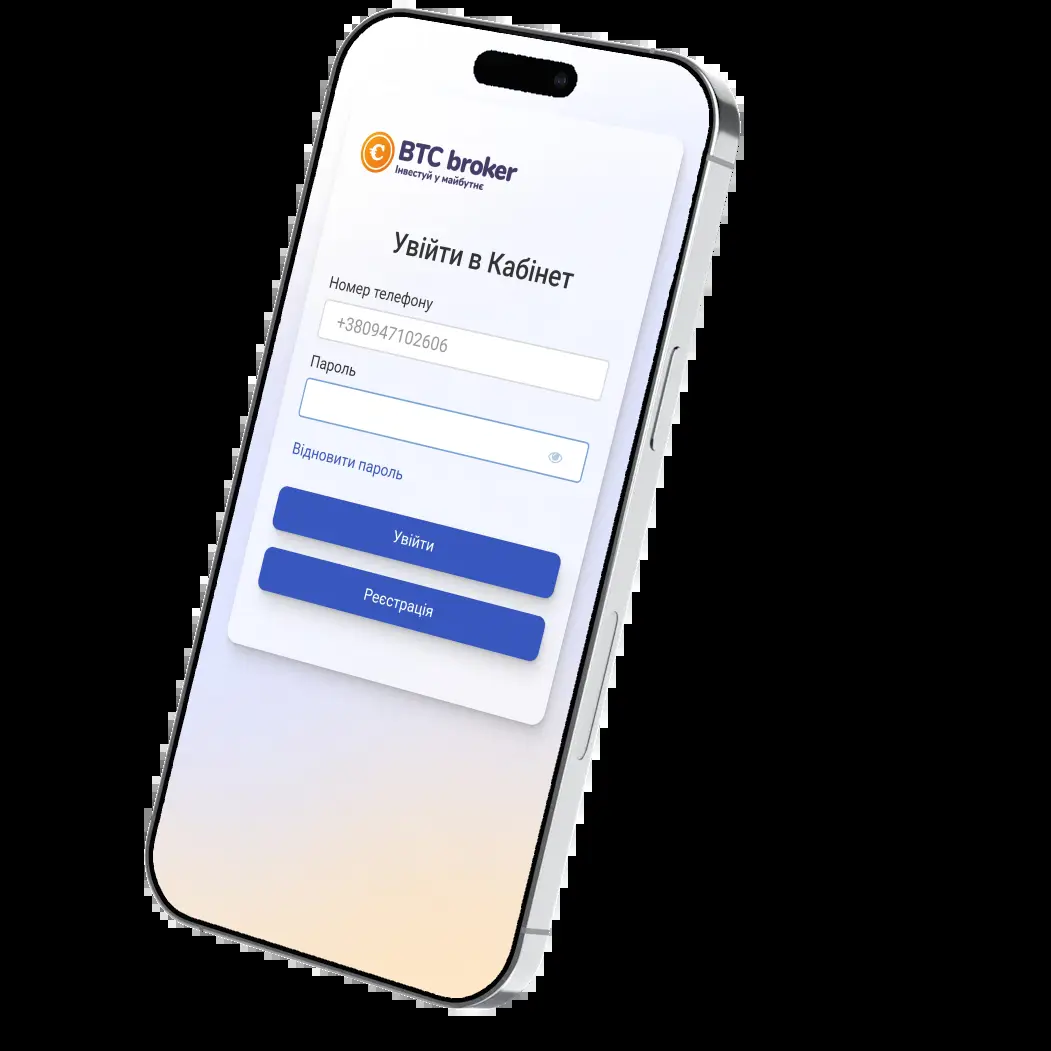 BTC broker
Інвестуй у майбутнє
Увійти в Кабінет
Номер телефону
+380947102606
Пароль
Відновити пароль
Увійти
Реєстрація